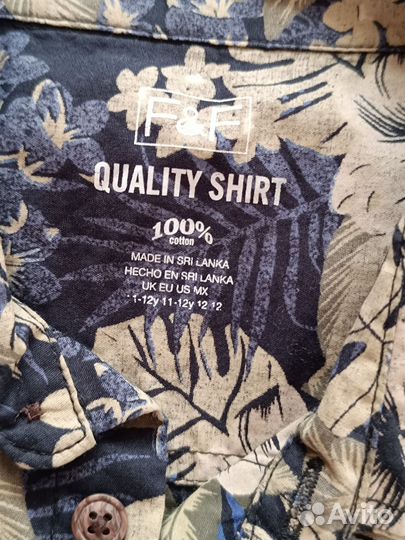 F&F
QUALITY SHIRT
100%
cotton
MADE IN SRI LANKA
HECHO EN SRI LANKA
UK EU US MX
11-12y 11-12y 12 12
Avito